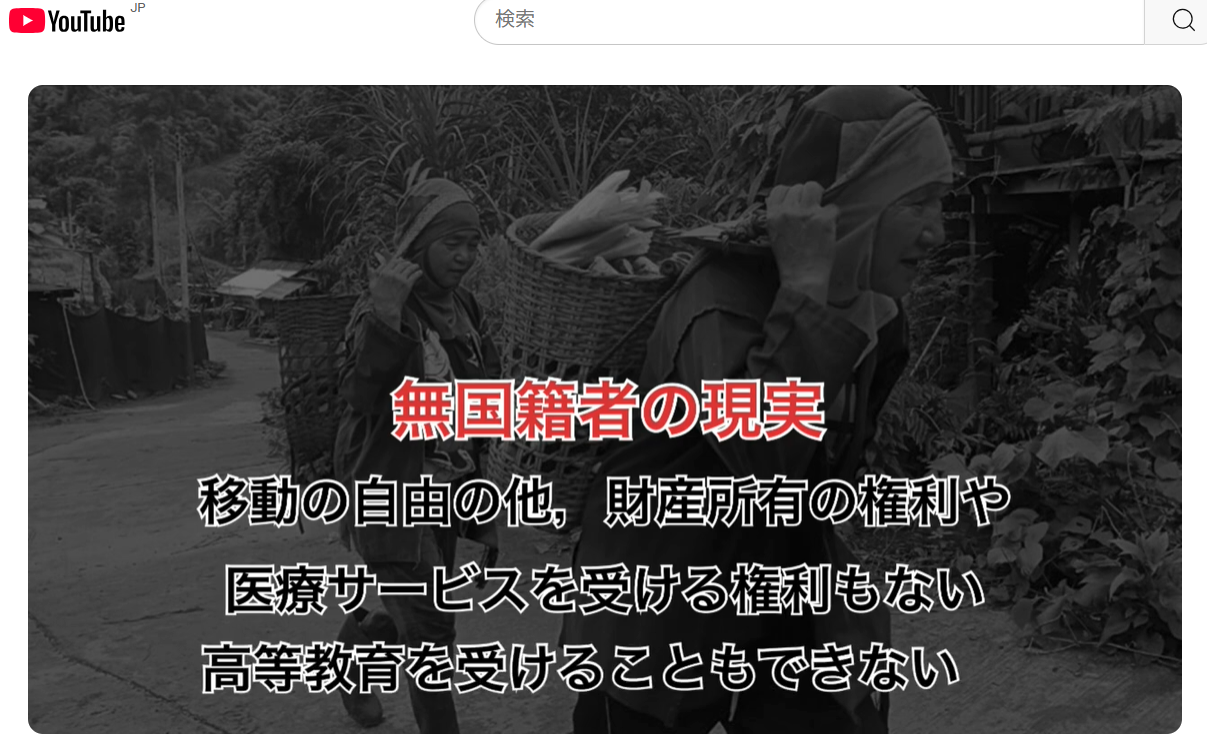 YouTube JP
検索
無国籍者の現実
移動の自由の他，財産所有の権利や
医療サービスを受ける権利もない
高等教育を受けることもできない